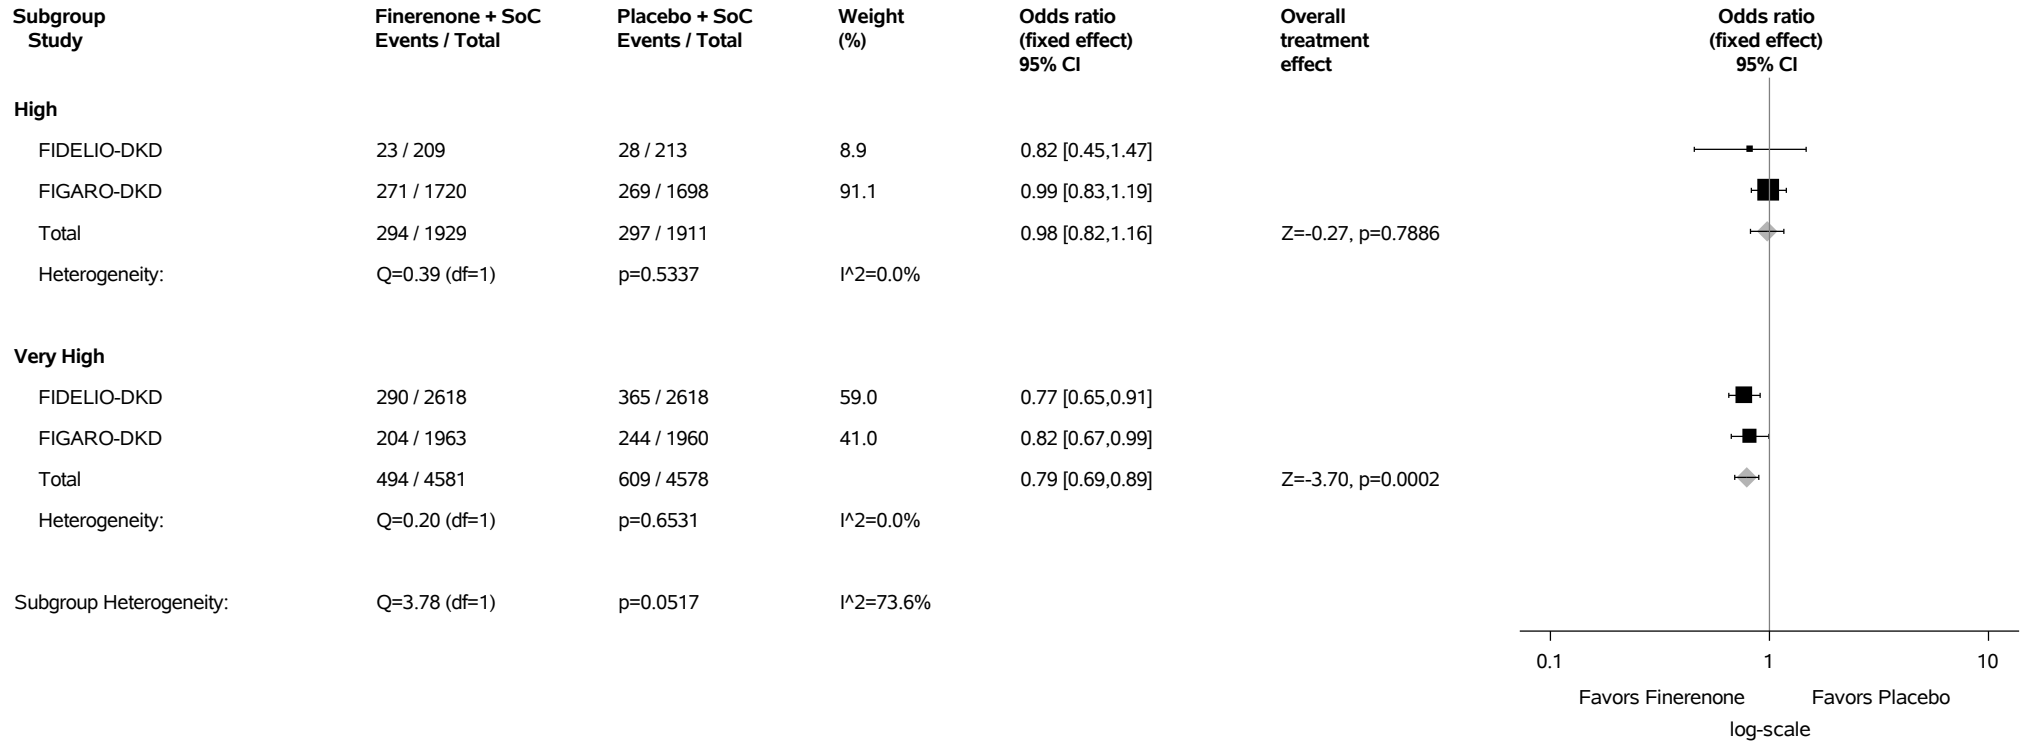 Subgroup Finerenone + SoC Placebo + SoC Weight Odds ratio Overall Odds ratio
Study Events / Total Events / Total (%) (fixed effect) treatment (fixed effect)
95% CI effect 95% CI
High
FIDELIO-DKD 23 / 209 28 / 213 8.9 0.82 [0.45,1.47]
FIGARO-DKD 271 / 1720 269 / 1698 91.1 0.99 [0.83,1.19]
Total 294 / 1929 297 / 1911 0.98 [0.82,1.16] Z=-0.27, p=0.7886
Heterogeneity: Q=0.39 (df=1) p=0.5337 I^2=0.0%
Very High
FIDELIO-DKD 290 / 2618 365 / 2618 59.0 0.77 [0.65,0.91]
FIGARO-DKD 204 / 1963 244 / 1960 41.0 0.82 [0.67,0.99]
Total 494 / 4581 609 / 4578 0.79 [0.69,0.89] Z=-3.70, p=0.0002
Heterogeneity: Q=0.20 (df=1) p=0.6531 I^2=0.0%
Subgroup Heterogeneity: Q=3.78 (df=1) p=0.0517 I^2=73.6%
0.1 1 10
Favors Finerenone Favors Placebo
log-scale